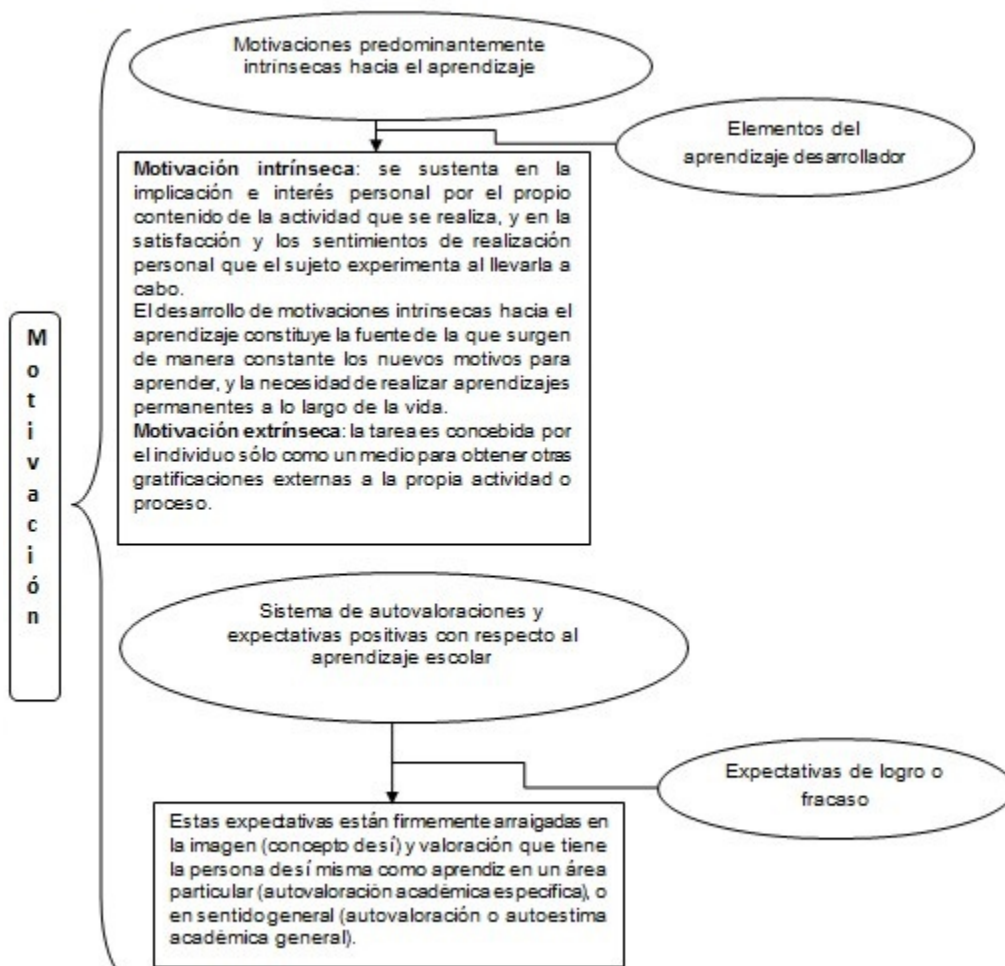 Motivación
Motivaciones predominantemente
intrínsecas hacia el aprendizaje
Elementos del
aprendizaje desarrollador
Motivación intrínseca: se sustenta en la
implicación e interés personal por el propio
contenido de la actividad que se realiza, y en la
satisfacción y los sentimientos de realización
personal que el sujeto experimenta al llevarla a
cabo.
El desarrollo de motivaciones intrínsecas hacia el
aprendizaje constituye la fuente de la que surgen
de manera constante los nuevos motivos para
aprender, y la necesidad de realizar aprendizajes
permanentes a lo largo de la vida.
Motivación extrínseca: la tarea es concebida por
el individuo sólo como un medio para obtener otras
gratificaciones externas a la propia actividad o
proceso.
Sistema de autovaloraciones y
expectativas positivas con respecto al
aprendizaje escolar
Expectativas de logro o
fracaso
Estas expectativas están firmemente arraigadas en
la imagen (concepto de sí) y valoración que tiene
la persona de sí misma como aprendiz en un área
particular (autovaloración académica específica), o
en sentido general (autovaloración o autoestima
académica general).